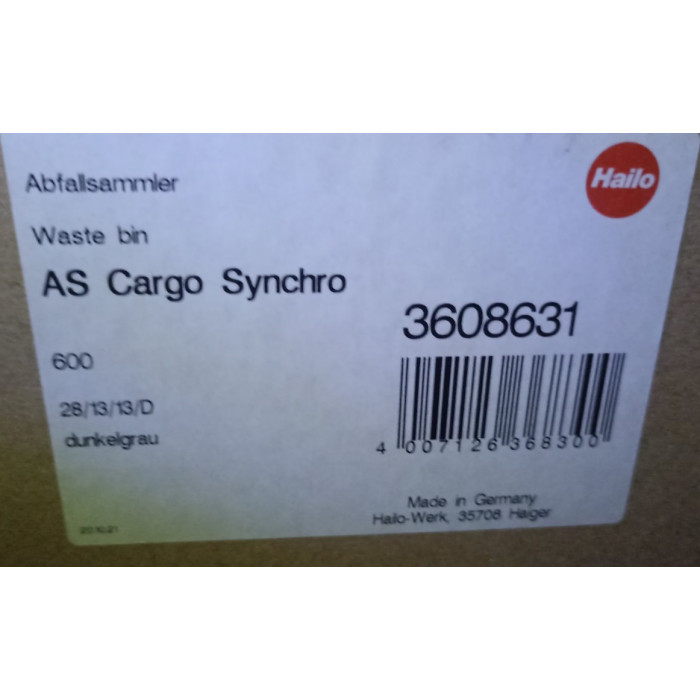 Abfallsammler
Hailo
Waste bin
AS Cargo Synchro
3608631
600
28/13/13/D
dunkelgrau
4 007126 368300
Made in Germany
Hailo-Werk, 35708 Haiger